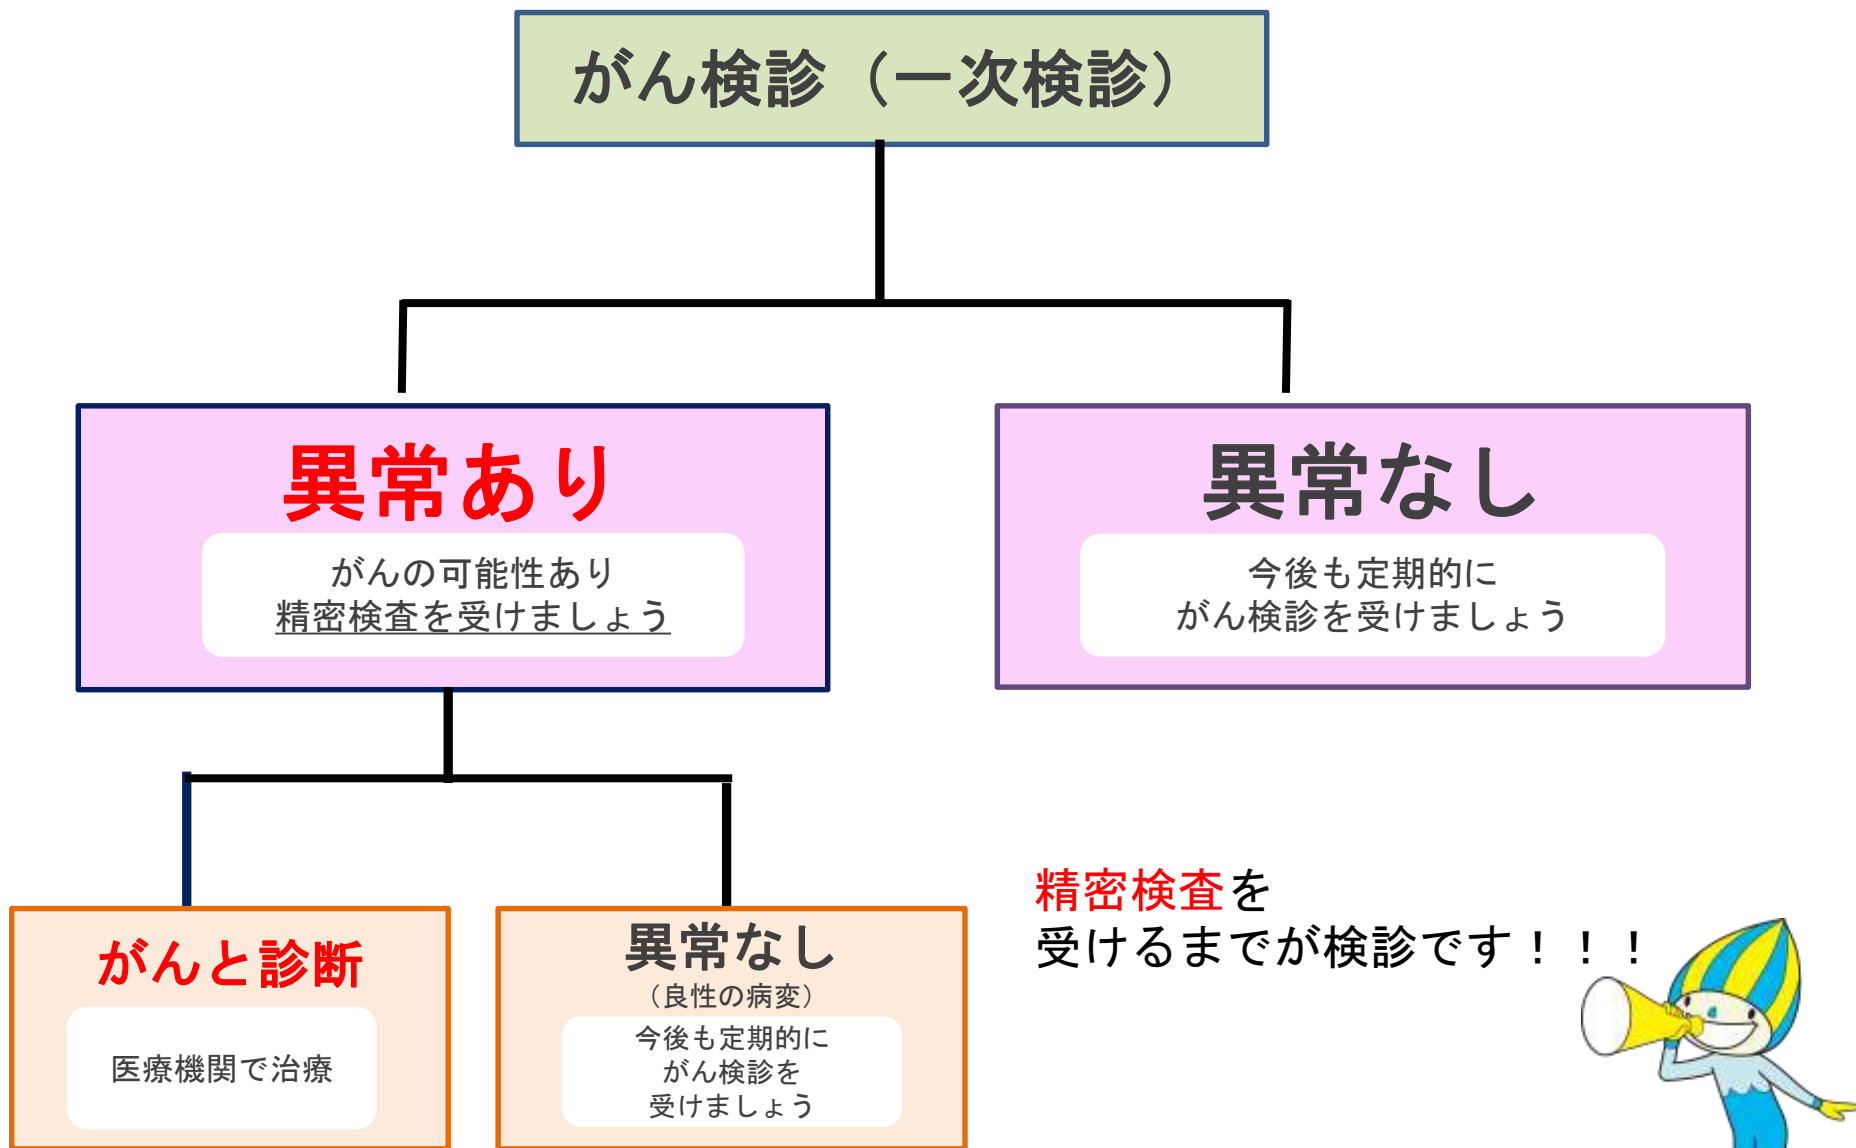 がん検診（一次検診）
異常あり
がんの可能性あり
精密検査を受けましょう
異常なし
今後も定期的に
がん検診を受けましょう
がんと診断
医療機関で治療
異常なし
（良性の病変）
今後も定期的に
がん検診を
受けましょう
精密検査を
受けるまでが検診です！！！